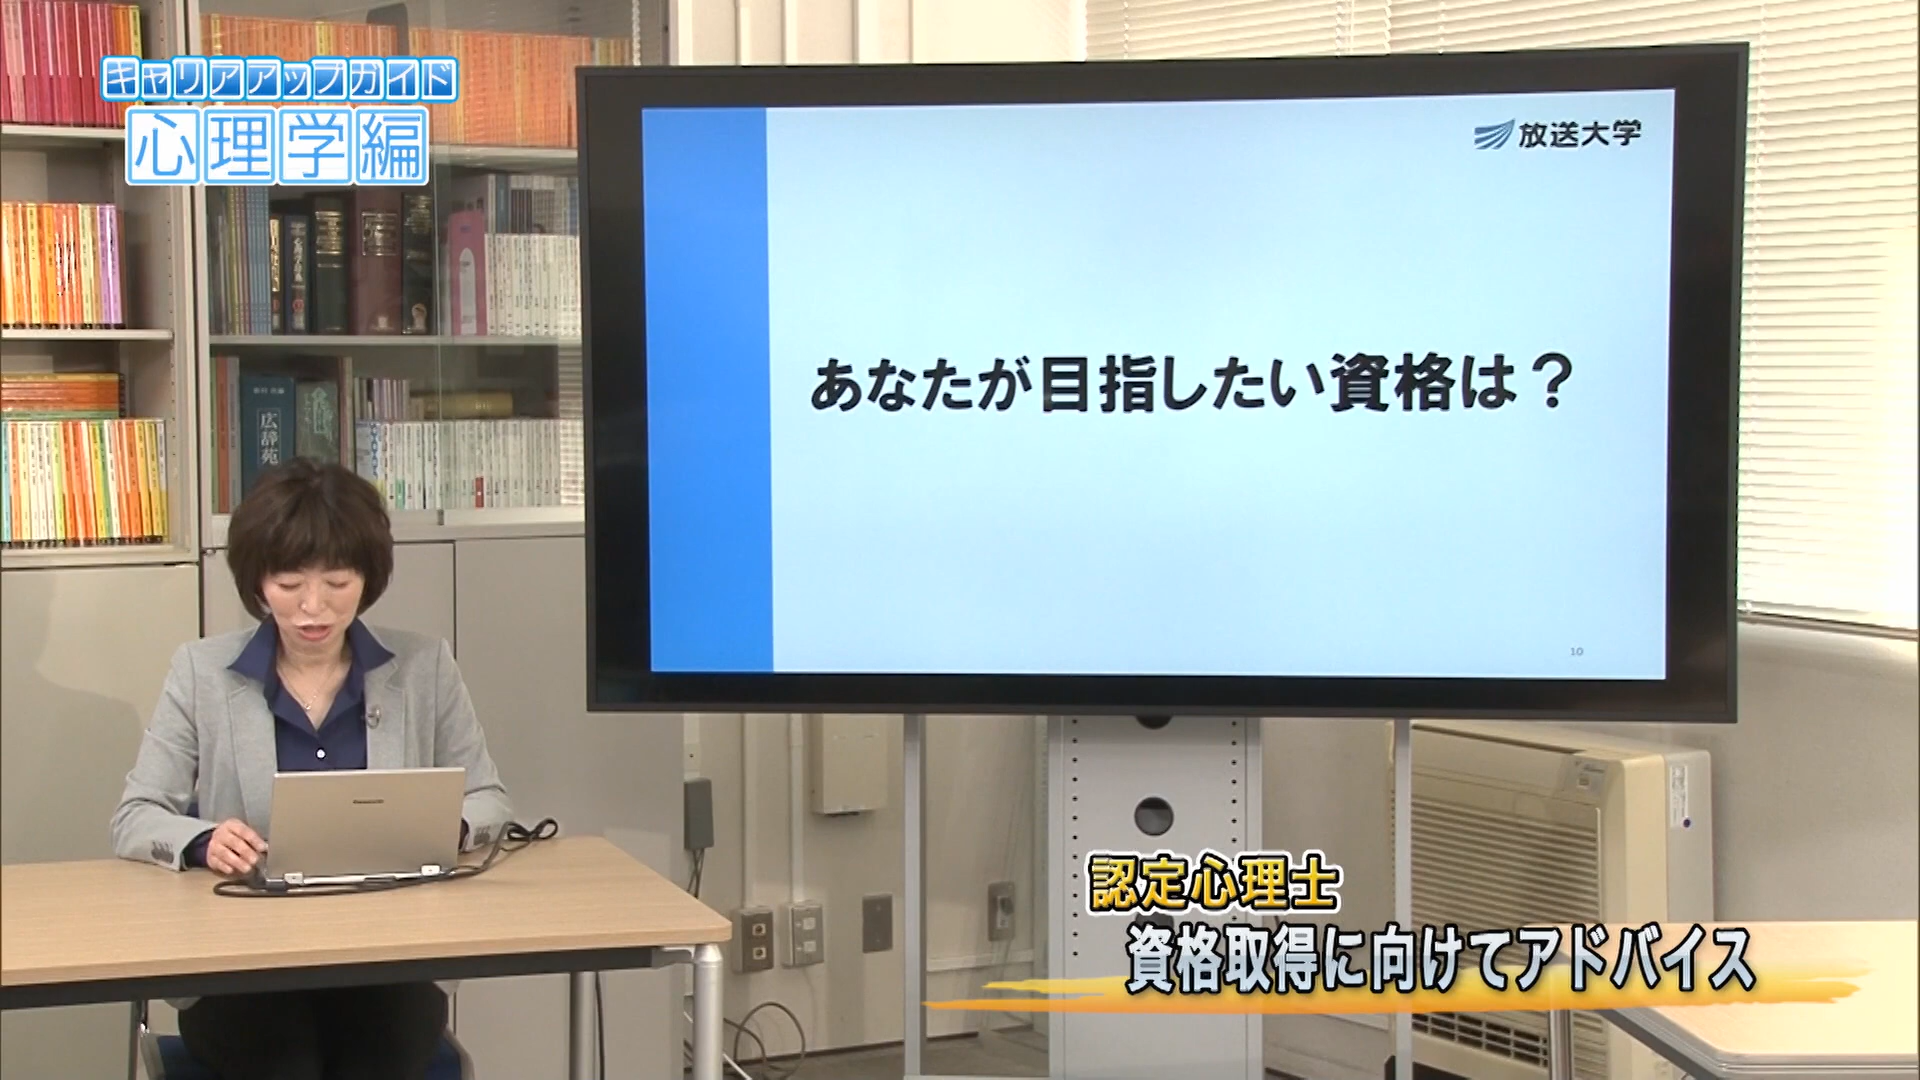 キャリアアップガイド
心理学編
放送大学
あなたが目指したい資格は？
10
広辞苑
Panasonic
認定心理士
資格取得に向けてアドバイス